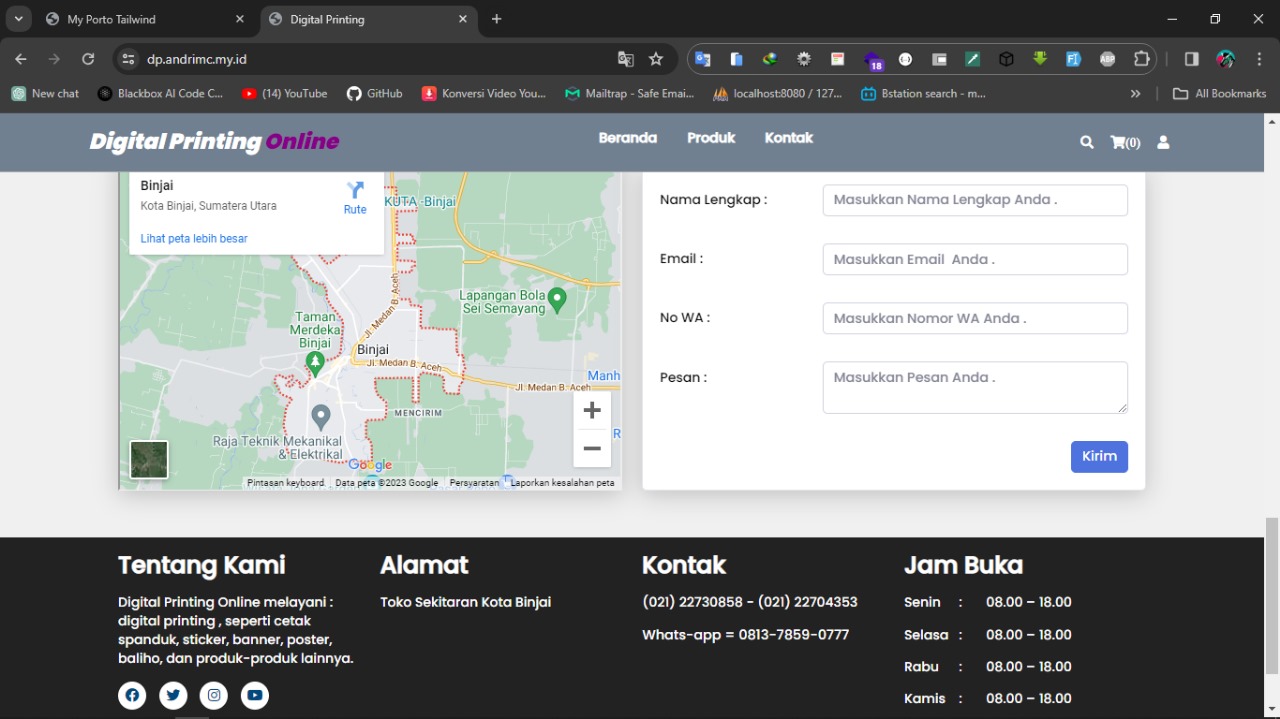 My Porto Tailwind
Digital Printing
dp.andrimc.my.id
18
New chat
Blackbox AI Code C...
(14) YouTube
GitHub
Konversi Video You...
Mailtrap - Safe Emai...
localhost:8080 / 127...
Bstation search - m...
All Bookmarks
Digital Printing Online
Beranda
Produk
Kontak
(0)
Binjai
Kota Binjai, Sumatera Utara
Rute
Lihat peta lebih besar
KUTA -Binjai
Jl. Medan B. Aceh
Lapangan Bola
Sei Semayang
Taman
Merdeka
Binjai
Binjai
Jl. Medan B. Aceh
Jl. Medan B. Aceh
Manh
MENCIRIM
Raja Teknik Mekanikal
& Elektrikal
R
Google
Pintasan keyboard
Data peta ©2023 Google
Persyaratan
Laporkan kesalahan peta
Nama Lengkap :
Masukkan Nama Lengkap Anda .
Email :
Masukkan Email Anda .
No WA :
Masukkan Nomor WA Anda .
Pesan :
Masukkan Pesan Anda .
Kirim
Tentang Kami
Digital Printing Online melayani :
digital printing , seperti cetak
spanduk, sticker, banner, poster,
baliho, dan produk-produk lainnya.
Alamat
Toko Sekitaran Kota Binjai
Kontak
(021) 22730858 - (021) 22704353
Whats-app = 0813-7859-0777
Jam Buka
Senin : 08.00 – 18.00
Selasa : 08.00 – 18.00
Rabu : 08.00 – 18.00
Kamis : 08.00 – 18.00